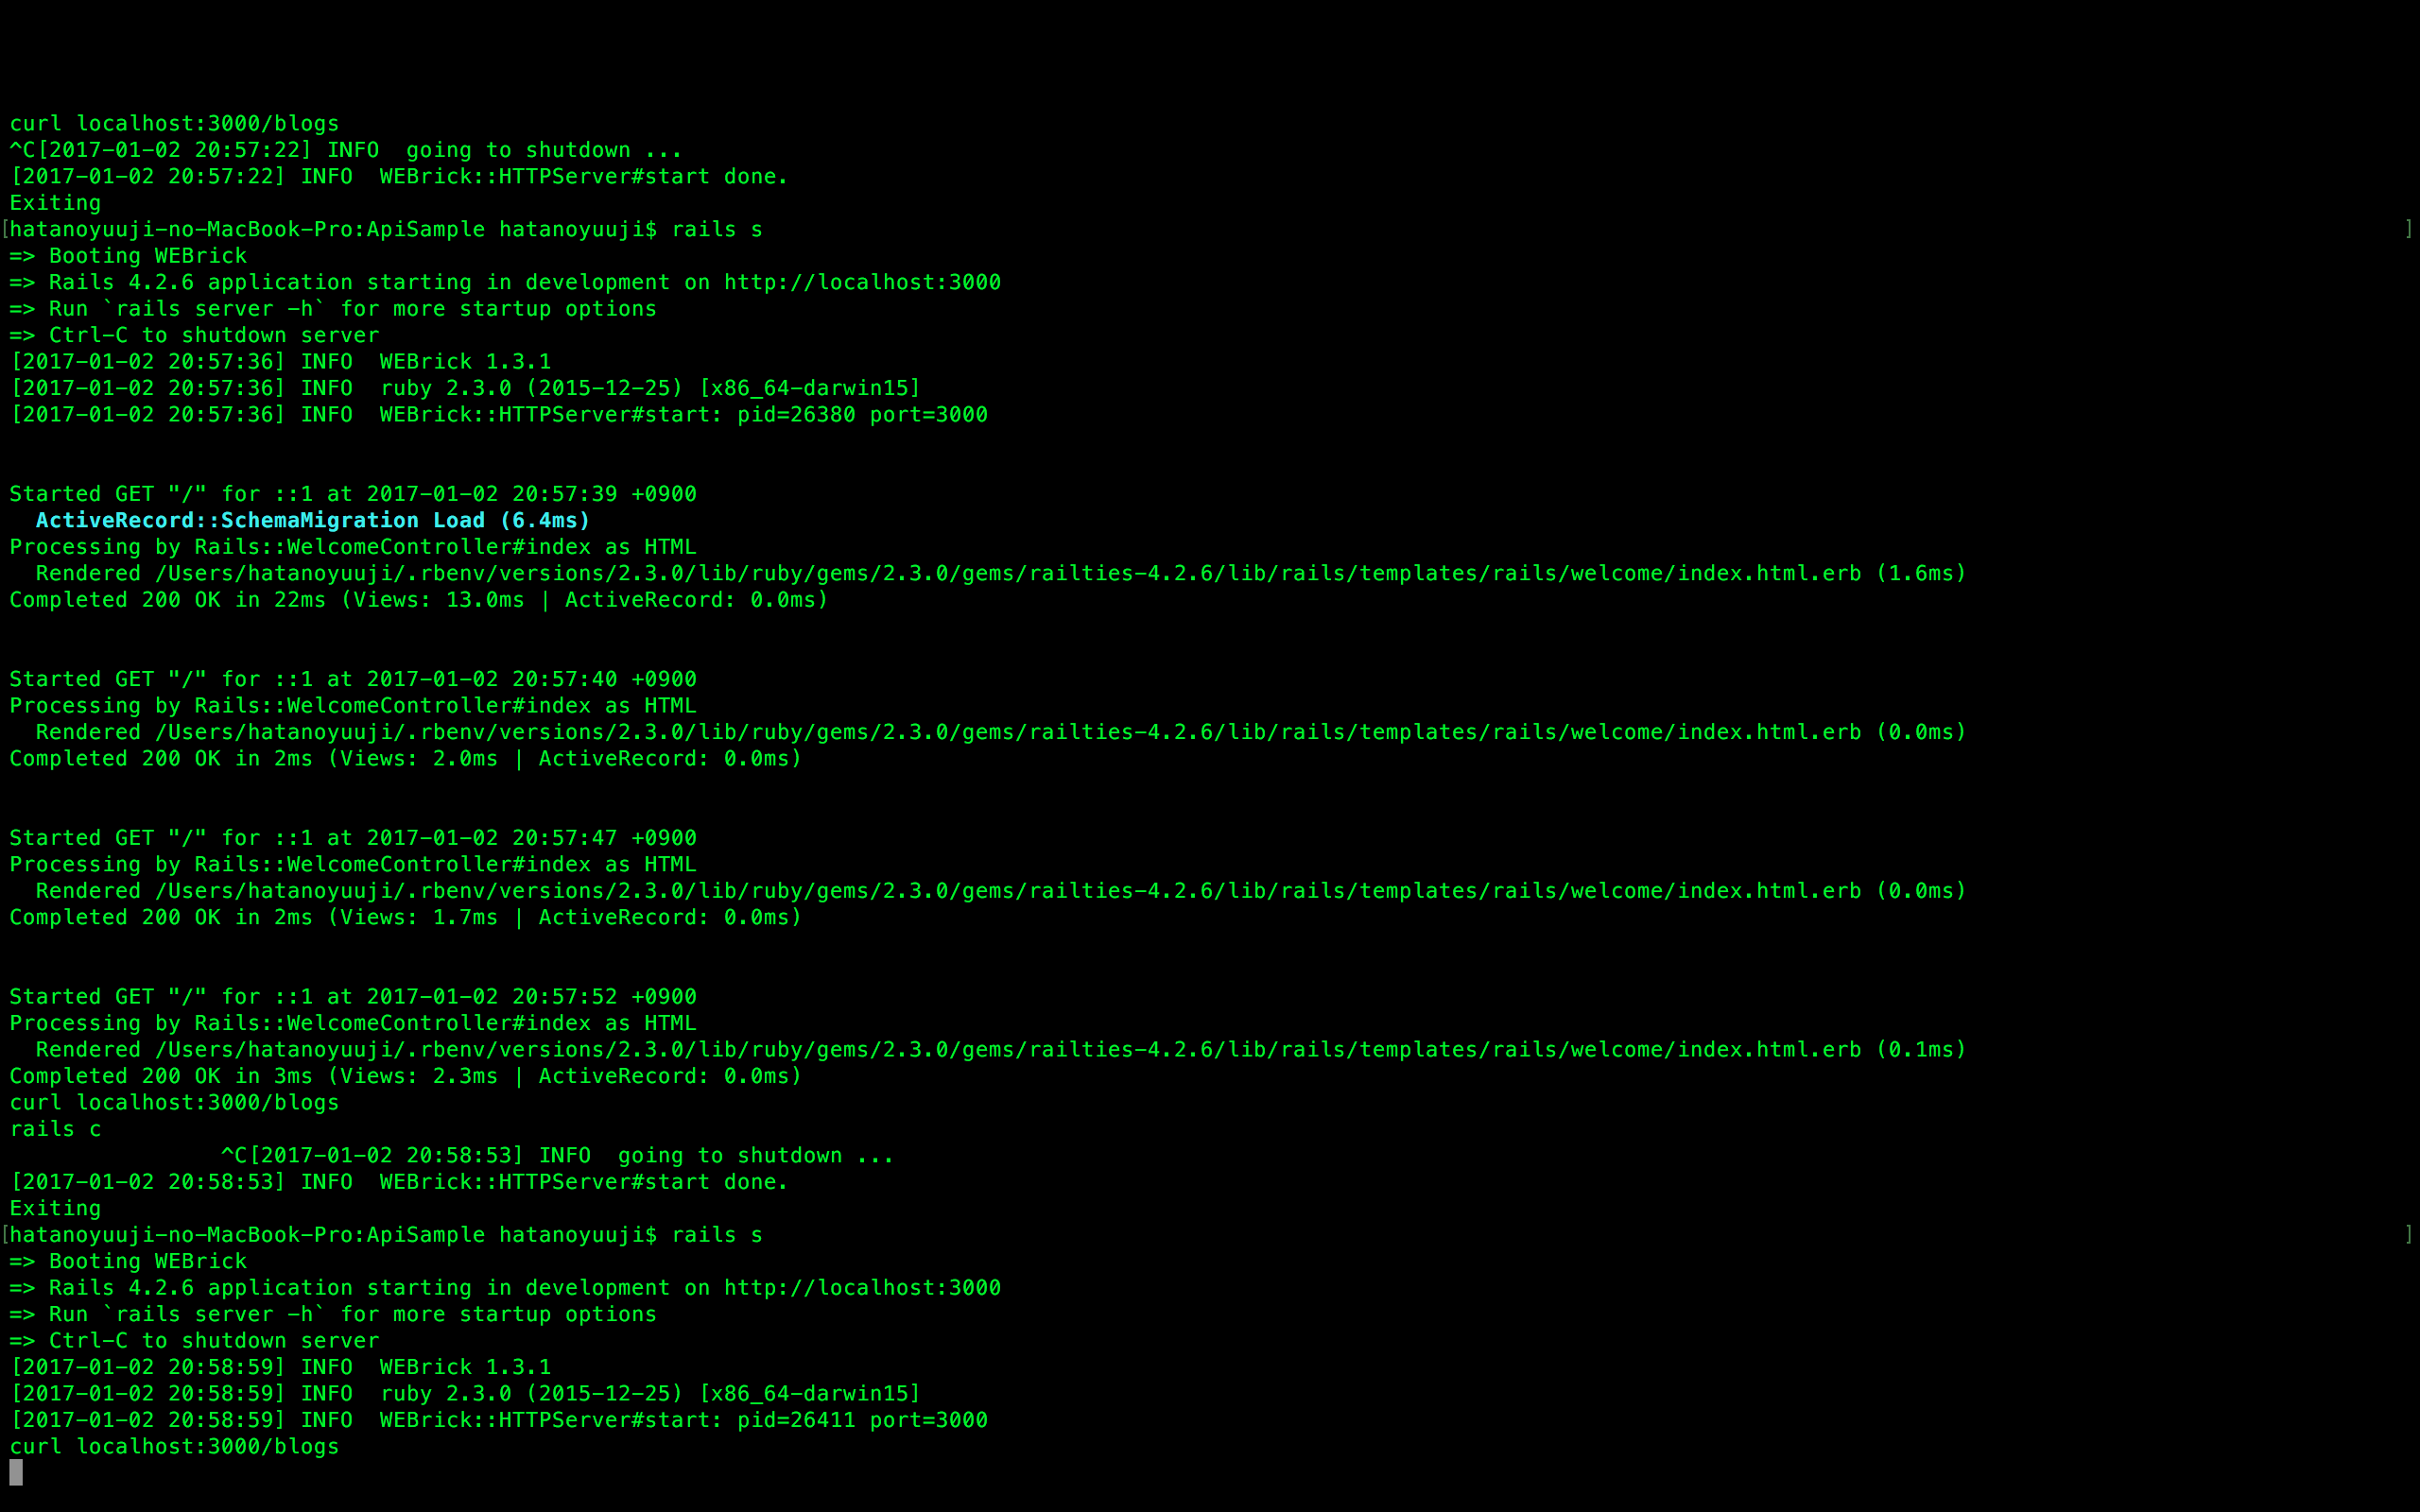 curl localhost:3000/blogs
^C[2017-01-02 20:57:22] INFO  going to shutdown ...
[2017-01-02 20:57:22] INFO  WEBrick::HTTPServer#start done.
Exiting
[hatanoyuuji-no-MacBook-Pro:ApiSample hatanoyuuji$ rails s ]
=> Booting WEBrick
=> Rails 4.2.6 application starting in development on http://localhost:3000
=> Run `rails server -h` for more startup options
=> Ctrl-C to shutdown server
[2017-01-02 20:57:36] INFO  WEBrick 1.3.1
[2017-01-02 20:57:36] INFO  ruby 2.3.0 (2015-12-25) [x86_64-darwin15]
[2017-01-02 20:57:36] INFO  WEBrick::HTTPServer#start: pid=26380 port=3000
Started GET "/" for ::1 at 2017-01-02 20:57:39 +0900
  ActiveRecord::SchemaMigration Load (6.4ms)
Processing by Rails::WelcomeController#index as HTML
  Rendered /Users/hatanoyuuji/.rbenv/versions/2.3.0/lib/ruby/gems/2.3.0/gems/railties-4.2.6/lib/rails/templates/rails/welcome/index.html.erb (1.6ms)
Completed 200 OK in 22ms (Views: 13.0ms | ActiveRecord: 0.0ms)
Started GET "/" for ::1 at 2017-01-02 20:57:40 +0900
Processing by Rails::WelcomeController#index as HTML
  Rendered /Users/hatanoyuuji/.rbenv/versions/2.3.0/lib/ruby/gems/2.3.0/gems/railties-4.2.6/lib/rails/templates/rails/welcome/index.html.erb (0.0ms)
Completed 200 OK in 2ms (Views: 2.0ms | ActiveRecord: 0.0ms)
Started GET "/" for ::1 at 2017-01-02 20:57:47 +0900
Processing by Rails::WelcomeController#index as HTML
  Rendered /Users/hatanoyuuji/.rbenv/versions/2.3.0/lib/ruby/gems/2.3.0/gems/railties-4.2.6/lib/rails/templates/rails/welcome/index.html.erb (0.0ms)
Completed 200 OK in 2ms (Views: 1.7ms | ActiveRecord: 0.0ms)
Started GET "/" for ::1 at 2017-01-02 20:57:52 +0900
Processing by Rails::WelcomeController#index as HTML
  Rendered /Users/hatanoyuuji/.rbenv/versions/2.3.0/lib/ruby/gems/2.3.0/gems/railties-4.2.6/lib/rails/templates/rails/welcome/index.html.erb (0.1ms)
Completed 200 OK in 3ms (Views: 2.3ms | ActiveRecord: 0.0ms)
curl localhost:3000/blogs
rails c
                ^C[2017-01-02 20:58:53] INFO  going to shutdown ...
[2017-01-02 20:58:53] INFO  WEBrick::HTTPServer#start done.
Exiting
[hatanoyuuji-no-MacBook-Pro:ApiSample hatanoyuuji$ rails s ]
=> Booting WEBrick
=> Rails 4.2.6 application starting in development on http://localhost:3000
=> Run `rails server -h` for more startup options
=> Ctrl-C to shutdown server
[2017-01-02 20:58:59] INFO  WEBrick 1.3.1
[2017-01-02 20:58:59] INFO  ruby 2.3.0 (2015-12-25) [x86_64-darwin15]
[2017-01-02 20:58:59] INFO  WEBrick::HTTPServer#start: pid=26411 port=3000
curl localhost:3000/blogs